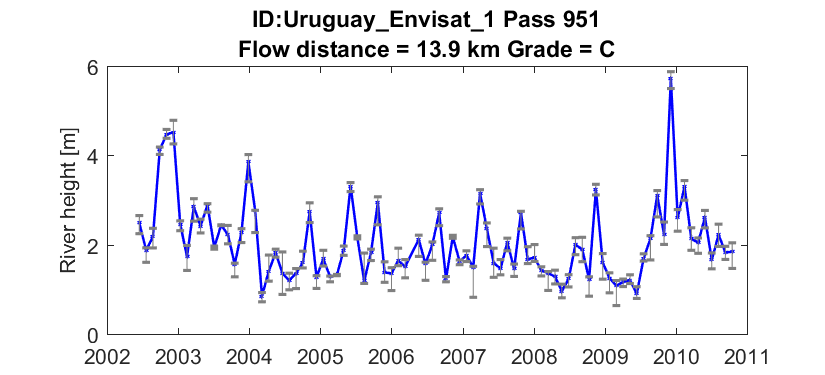 ID:Uruguay_Envisat_1 Pass 951
Flow distance = 13.9 km Grade = C
River height [m]
6
4
2
0
2002 2003 2004 2005 2006 2007 2008 2009 2010 2011